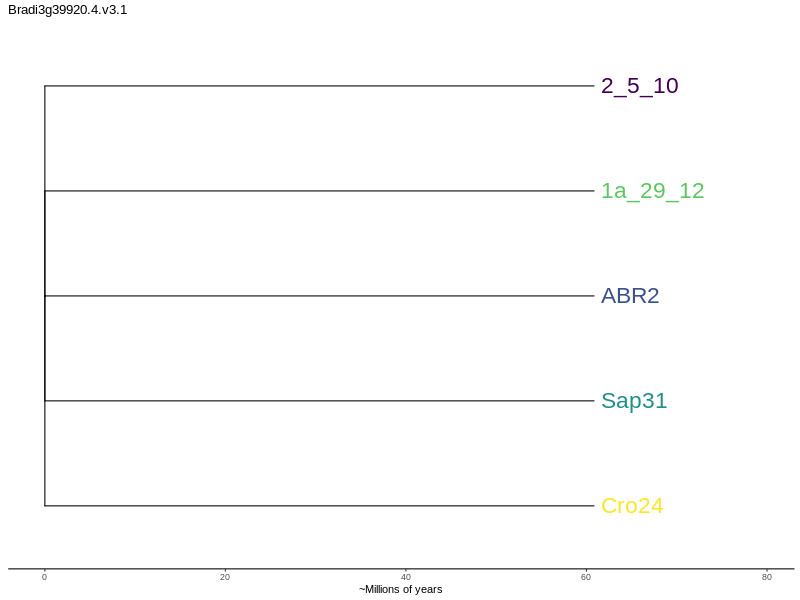 Bradi3g39920.4.v3.1
2_5_10
1a_29_12
ABR2
Sap31
Cro24
0 20 40 60 80
~Millions of years